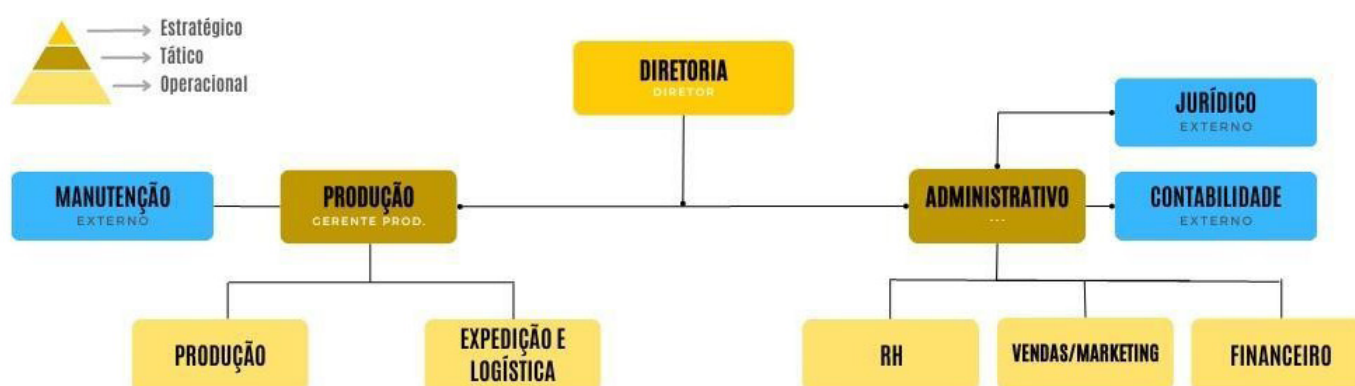 Estratégico
Tático
Operacional
DIRETORIA
DIRETOR
JURÍDICO
EXTERNO
MANUTENÇÃO
EXTERNO
PRODUÇÃO
GERENTE PROD.
ADMINISTRATIVO
---
CONTABILIDADE
EXTERNO
PRODUÇÃO
EXPEDIÇÃO E
LOGÍSTICA
RH
VENDAS/MARKETING
FINANCEIRO